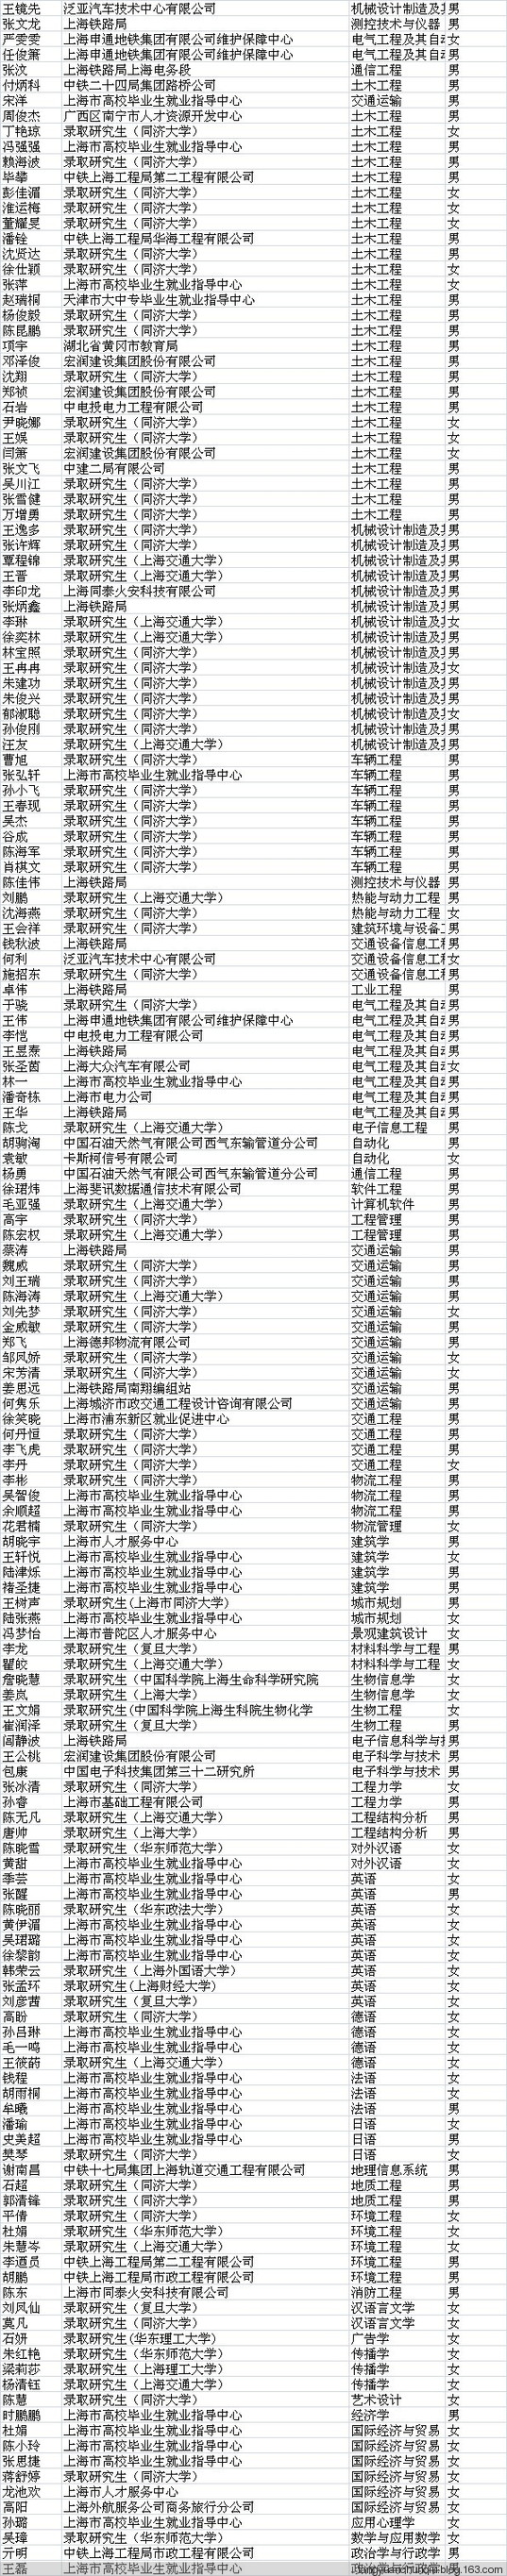 王镜先 泛亚汽车技术中心有限公司 机械设计制造及其 男
张文龙 上海铁路局 测控技术与仪器 男
严雯雯 上海申通地铁集团有限公司维护保障中心 电气工程及其自动 女
任俊箫 上海申通地铁集团有限公司维护保障中心 电气工程及其自动 男
张汶 上海铁路局上海电务段 通信工程 男
付炳科 中铁二十四局集团路桥公司 土木工程 男
宋洋 上海市高校毕业生就业指导中心 交通运输 男
周俊杰 广西区南宁市人才资源开发中心 土木工程 男
丁艳琼 录取研究生（同济大学） 土木工程 女
冯强强 上海市高校毕业生就业指导中心 土木工程 男
赖海波 录取研究生（同济大学） 土木工程 男
毕攀 中铁上海工程局第二工程有限公司 土木工程 男
彭佳湄 录取研究生（同济大学） 土木工程 女
淮运梅 录取研究生（同济大学） 土木工程 女
董耀旻 录取研究生（同济大学） 土木工程 男
潘铨 中铁上海工程局华海工程有限公司 土木工程 男
沈贤达 录取研究生（同济大学） 土木工程 男
徐仕颖 录取研究生（同济大学） 土木工程 女
张萍 上海市高校毕业生就业指导中心 土木工程 女
赵瑞桐 天津市大中专毕业生就业指导中心 土木工程 男
杨俊毅 录取研究生（同济大学） 土木工程 男
陈昆鹏 录取研究生（同济大学） 土木工程 男
项宇 湖北省黄冈市教育局 土木工程 男
邓泽俊 宏润建设集团股份有限公司 土木工程 男
沈翔 录取研究生（同济大学） 土木工程 男
郑祯 宏润建设集团股份有限公司 土木工程 男
石岩 中电投电力工程有限公司 土木工程 男
尹晓娜 录取研究生（同济大学） 土木工程 女
王娱 录取研究生（同济大学） 土木工程 女
闫箫 宏润建设集团股份有限公司 土木工程 女
张文飞 中建二局有限公司 土木工程 男
吴川江 录取研究生（同济大学） 土木工程 男
张雪健 录取研究生（同济大学） 土木工程 男
万增勇 录取研究生（同济大学） 土木工程 男
王逸多 录取研究生（同济大学） 机械设计制造及其 男
张许辉 录取研究生（同济大学） 机械设计制造及其 男
覃程锦 录取研究生（上海交通大学） 机械设计制造及其 男
王晋 录取研究生（上海交通大学） 机械设计制造及其 男
李印龙 上海同泰火安科技有限公司 机械设计制造及其 男
张炳鑫 上海铁路局 机械设计制造及其 男
李琳 录取研究生（上海交通大学） 机械设计制造及其 女
徐奕林 录取研究生（上海交通大学） 机械设计制造及其 男
林宝照 录取研究生（同济大学） 机械设计制造及其 男
王冉冉 录取研究生（同济大学） 机械设计制造及其 女
朱建功 录取研究生（同济大学） 机械设计制造及其 男
朱俊兴 录取研究生（同济大学） 机械设计制造及其 男
郁淑聪 录取研究生（同济大学） 机械设计制造及其 女
孙俊刚 录取研究生（同济大学） 机械设计制造及其 男
汪友 录取研究生（上海交通大学） 机械设计制造及其 男
曹旭 录取研究生（同济大学） 车辆工程 男
张弘轩 上海市高校毕业生就业指导中心 车辆工程 男
孙小飞 录取研究生（同济大学） 车辆工程 男
王春现 录取研究生（同济大学） 车辆工程 男
吴杰 录取研究生（同济大学） 车辆工程 男
谷成 录取研究生（同济大学） 车辆工程 男
陈海军 录取研究生（同济大学） 车辆工程 男
肖棋文 录取研究生（同济大学） 车辆工程 男
陈佳伟 上海铁路局 测控技术与仪器 男
刘鹏 录取研究生（上海交通大学） 热能与动力工程 男
沈海燕 录取研究生（同济大学） 热能与动力工程 女
王会祥 录取研究生（同济大学） 建筑环境与设备工 男
钱秋波 上海铁路局 交通设备信息工程 男
何利 泛亚汽车技术中心有限公司 交通设备信息工程 女
施招东 录取研究生（同济大学） 交通设备信息工程 男
卓伟 上海铁路局 工业工程 男
于骁 录取研究生（同济大学） 电气工程及其自动 男
王伟 上海申通地铁集团有限公司维护保障中心 电气工程及其自动 男
李恺 中电投电力工程有限公司 电气工程及其自动 男
王昱焘 上海铁路局 电气工程及其自动 男
张圣茵 上海大众汽车有限公司 电气工程及其自动 女
林一 上海市高校毕业生就业指导中心 电气工程及其自动 男
潘奇栋 上海市电力公司 电气工程及其自动 男
王华 上海铁路局 电气工程及其自动 男
陈戈 录取研究生（上海交通大学） 电子信息工程 男
胡驹淘 中国石油天然气有限公司西气东输管道分公司 自动化 男
袁敏 卡斯柯信号有限公司 自动化 女
杨勇 中国石油天然气有限公司西气东输管道分公司 通信工程 男
徐珺炜 上海斐讯数据通信技术有限公司 软件工程 男
毛亚强 录取研究生（上海交通大学） 计算机软件 男
高宇 录取研究生（同济大学） 工程管理 男
陈宏权 录取研究生（上海交通大学） 工程管理 男
蔡涛 上海铁路局 交通运输 男
魏威 录取研究生（同济大学） 交通运输 男
刘王瑞 录取研究生（同济大学） 交通运输 男
陈海涛 录取研究生（上海交通大学） 交通运输 男
刘先梦 录取研究生（同济大学） 交通运输 女
金威敏 录取研究生（同济大学） 交通运输 男
郑飞 上海德邦物流有限公司 交通运输 男
邹凤娇 录取研究生（同济大学） 交通运输 女
宋芳清 录取研究生（同济大学） 交通运输 女
姜思远 上海铁路局南翔编组站 交通运输 男
何隽乐 上海城济市政交通工程设计咨询有限公司 交通运输 男
徐笑晓 上海市浦东新区就业促进中心 交通工程 男
何丹恒 录取研究生（同济大学） 交通工程 男
李飞虎 录取研究生（同济大学） 交通工程 男
李丹 录取研究生（同济大学） 交通工程 女
李彬 录取研究生（同济大学） 物流工程 男
吴智俊 上海市高校毕业生就业指导中心 物流工程 男
余顺超 上海市高校毕业生就业指导中心 物流工程 男
花君楠 录取研究生（同济大学） 物流管理 女
胡晓宇 上海市人才服务中心 建筑学 男
王轩悦 上海市高校毕业生就业指导中心 建筑学 女
陆津烁 上海市高校毕业生就业指导中心 建筑学 男
褚圣捷 上海市高校毕业生就业指导中心 建筑学 男
王树声 录取研究生(上海市同济大学) 城市规划 男
陆张燕 上海市高校毕业生就业指导中心 城市规划 女
冯梦怡 上海市普陀区人才服务中心 景观建筑设计 女
李龙 录取研究生（复旦大学） 材料科学与工程 男
瞿皎 录取研究生（上海交通大学） 材料科学与工程 女
詹晓慧 录取研究生（中国科学院上海生命科学研究院 生物信息学 女
姜岚 录取研究生（上海大学） 生物信息学 女
王文娟 录取研究生(中国科学院上海生科院生物化学 生物工程 女
崔润泽 录取研究生（复旦大学） 生物工程 男
闾静波 上海铁路局 电子信息科学与技 男
王公桃 宏润建设集团股份有限公司 电子科学与技术 男
包康 中国电子科技集团第三十二研究所 电子科学与技术 男
张冰清 录取研究生（同济大学） 工程力学 女
孙睿 上海市基础工程有限公司 工程力学 男
陈无凡 录取研究生（上海交通大学） 工程结构分析 男
唐帅 录取研究生（上海大学） 工程结构分析 男
陈晓雪 录取研究生（华东师范大学） 对外汉语 女
黄甜 上海市高校毕业生就业指导中心 对外汉语 女
季芸 上海市高校毕业生就业指导中心 英语 女
张醒 上海市高校毕业生就业指导中心 英语 男
陈晓丽 录取研究生（华东政法大学） 英语 女
黄伊湄 上海市高校毕业生就业指导中心 英语 女
吴珺璐 上海市高校毕业生就业指导中心 英语 女
徐黎韵 上海市高校毕业生就业指导中心 英语 女
韩荣云 录取研究生（上海外国语大学） 英语 女
张孟环 录取研究生(上海财经大学) 英语 女
刘彦茜 录取研究生（复旦大学） 英语 女
高盼 录取研究生（同济大学） 德语 女
孙吕琳 上海市高校毕业生就业指导中心 德语 女
毛一鸣 上海市高校毕业生就业指导中心 德语 女
王筱菂 录取研究生（上海交通大学） 德语 女
钱程 上海市高校毕业生就业指导中心 法语 女
胡雨桐 上海市高校毕业生就业指导中心 法语 女
牟曦 上海市高校毕业生就业指导中心 法语 男
潘瑜 上海市高校毕业生就业指导中心 日语 女
史美超 上海市高校毕业生就业指导中心 日语 男
樊琴 录取研究生（同济大学） 日语 女
谢南昌 中铁十七局集团上海轨道交通工程有限公司 地理信息系统 男
石超 录取研究生（同济大学） 地质工程 男
郭清锋 录取研究生（同济大学） 地质工程 男
平倩 录取研究生（同济大学） 环境工程 女
杜娟 录取研究生（华东师范大学） 环境工程 女
朱慧岑 录取研究生（上海交通大学） 环境工程 女
李道员 中铁上海工程局第二工程有限公司 环境工程 男
胡鹏 中铁上海工程局市政工程有限公司 环境工程 男
陈东 上海市同泰火安科技有限公司 消防工程 男
刘凤仙 录取研究生（复旦大学） 汉语言文学 女
莫凡 录取研究生（同济大学） 汉语言文学 女
石妍 录取研究生(华东理工大学) 广告学 女
朱红艳 录取研究生（华东师范大学） 传播学 女
梁莉莎 录取研究生（上海理工大学） 传播学 女
杨清钰 录取研究生（上海交通大学） 传播学 女
陈慧 录取研究生（同济大学） 艺术设计 女
时鹏鹏 上海市高校毕业生就业指导中心 经济学 男
杜娟 上海市高校毕业生就业指导中心 国际经济与贸易 女
陈小玲 上海市高校毕业生就业指导中心 国际经济与贸易 女
张思捷 上海市高校毕业生就业指导中心 国际经济与贸易 女
蒋舒婷 录取研究生（同济大学） 国际经济与贸易 女
龙池欢 上海市人才服务中心 国际经济与贸易 女
高阳 上海外航服务公司商务旅行分公司 国际经济与贸易 女
孙璐 上海市高校毕业生就业指导中心 应用心理学 女
吴璋 录取研究生（华东师范大学） 数学与应用数学 女
亓明 中铁上海工程局市政工程有限公司 政治学与行政学 男
王磊 上海市高校毕业生就业指导中心 政治学与行政学 男